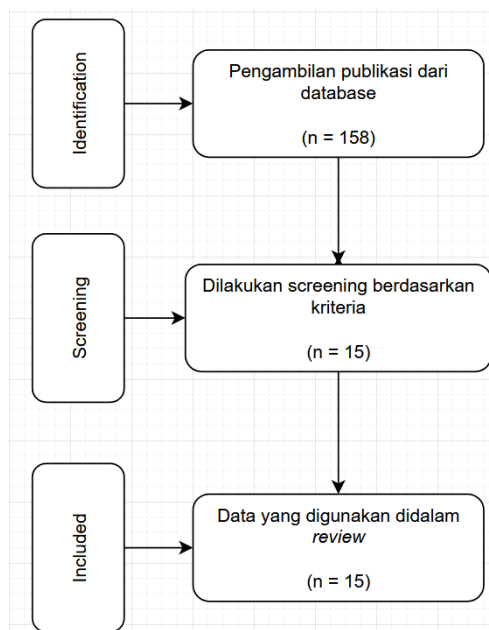 Identification
Pengambilan publikasi dari
database
(n = 158)
Screening
Dilakukan screening berdasarkan
kriteria
(n = 15)
Included
Data yang digunakan didalam
review
(n = 15)